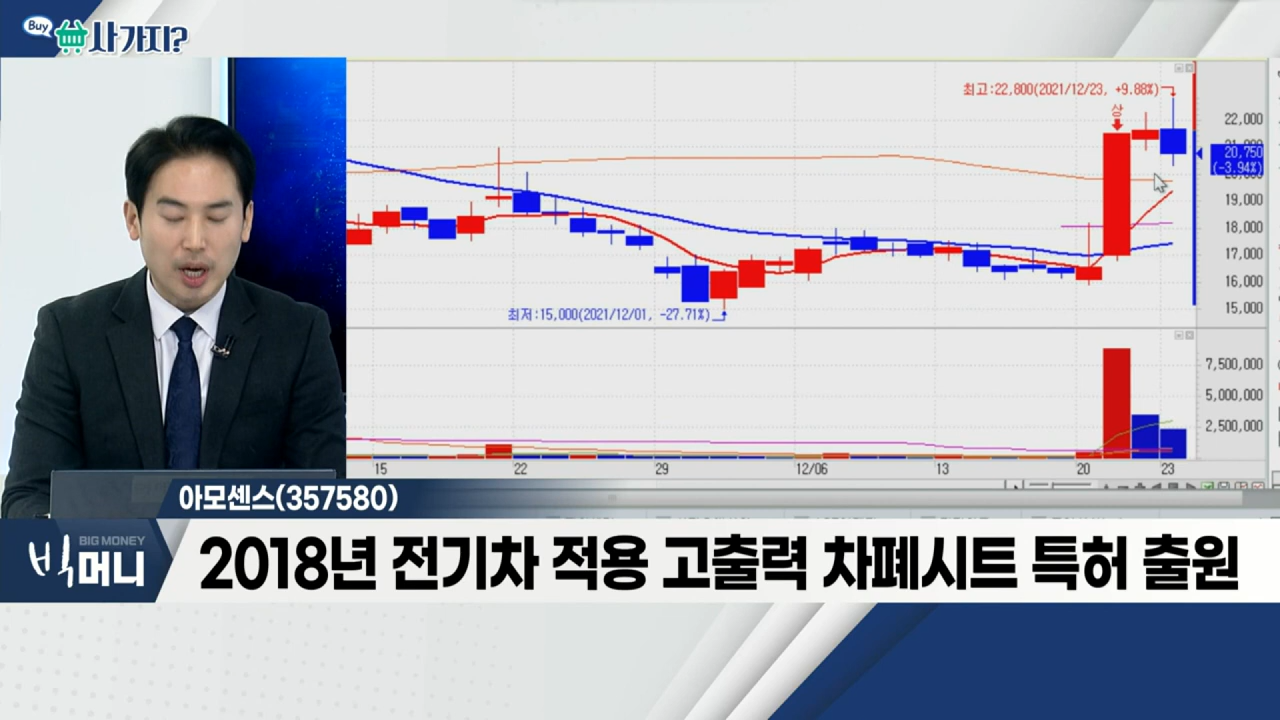 Buy
사가지?
최고:22,800(2021/12/23, +9.88%)
상
22,000
20,750
(-3.94%)
19,000
18,000
17,000
16,000
15,000
최저:15,000(2021/12/01, -27.71%)
7,500,000
5,000,000
2,500,000
15
22
29
12/06
13
20
23
아모센스(357580)
BIG MONEY
빅머니
2018년 전기차 적용 고출력 차폐시트 특허 출원